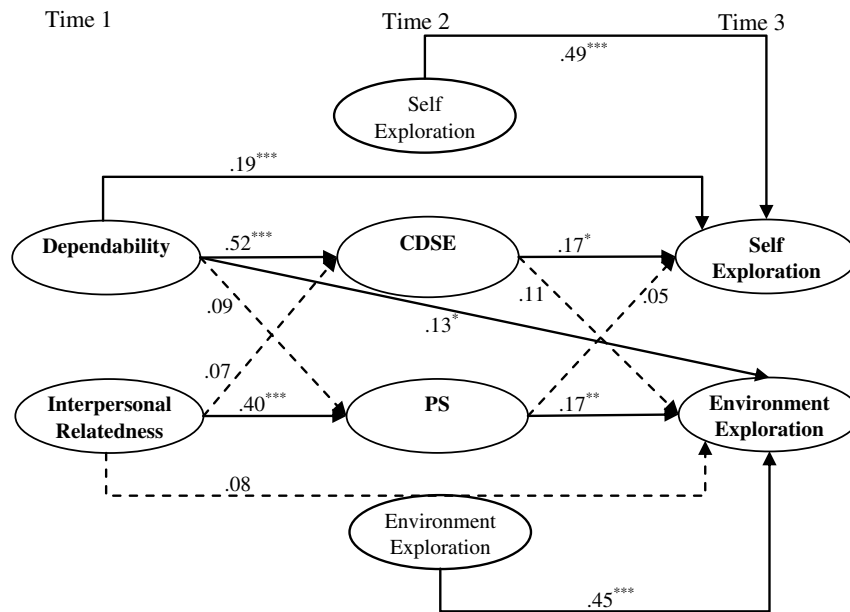 Time 1
Time 2
Time 3
.49***
Self
Exploration
.19***
Dependability
.52***
CDSE
.17*
Self
Exploration
.09
.11
.05
.13*
.07
Interpersonal
Relatedness
.40***
PS
.17**
Environment
Exploration
.08
Environment
Exploration
.45***